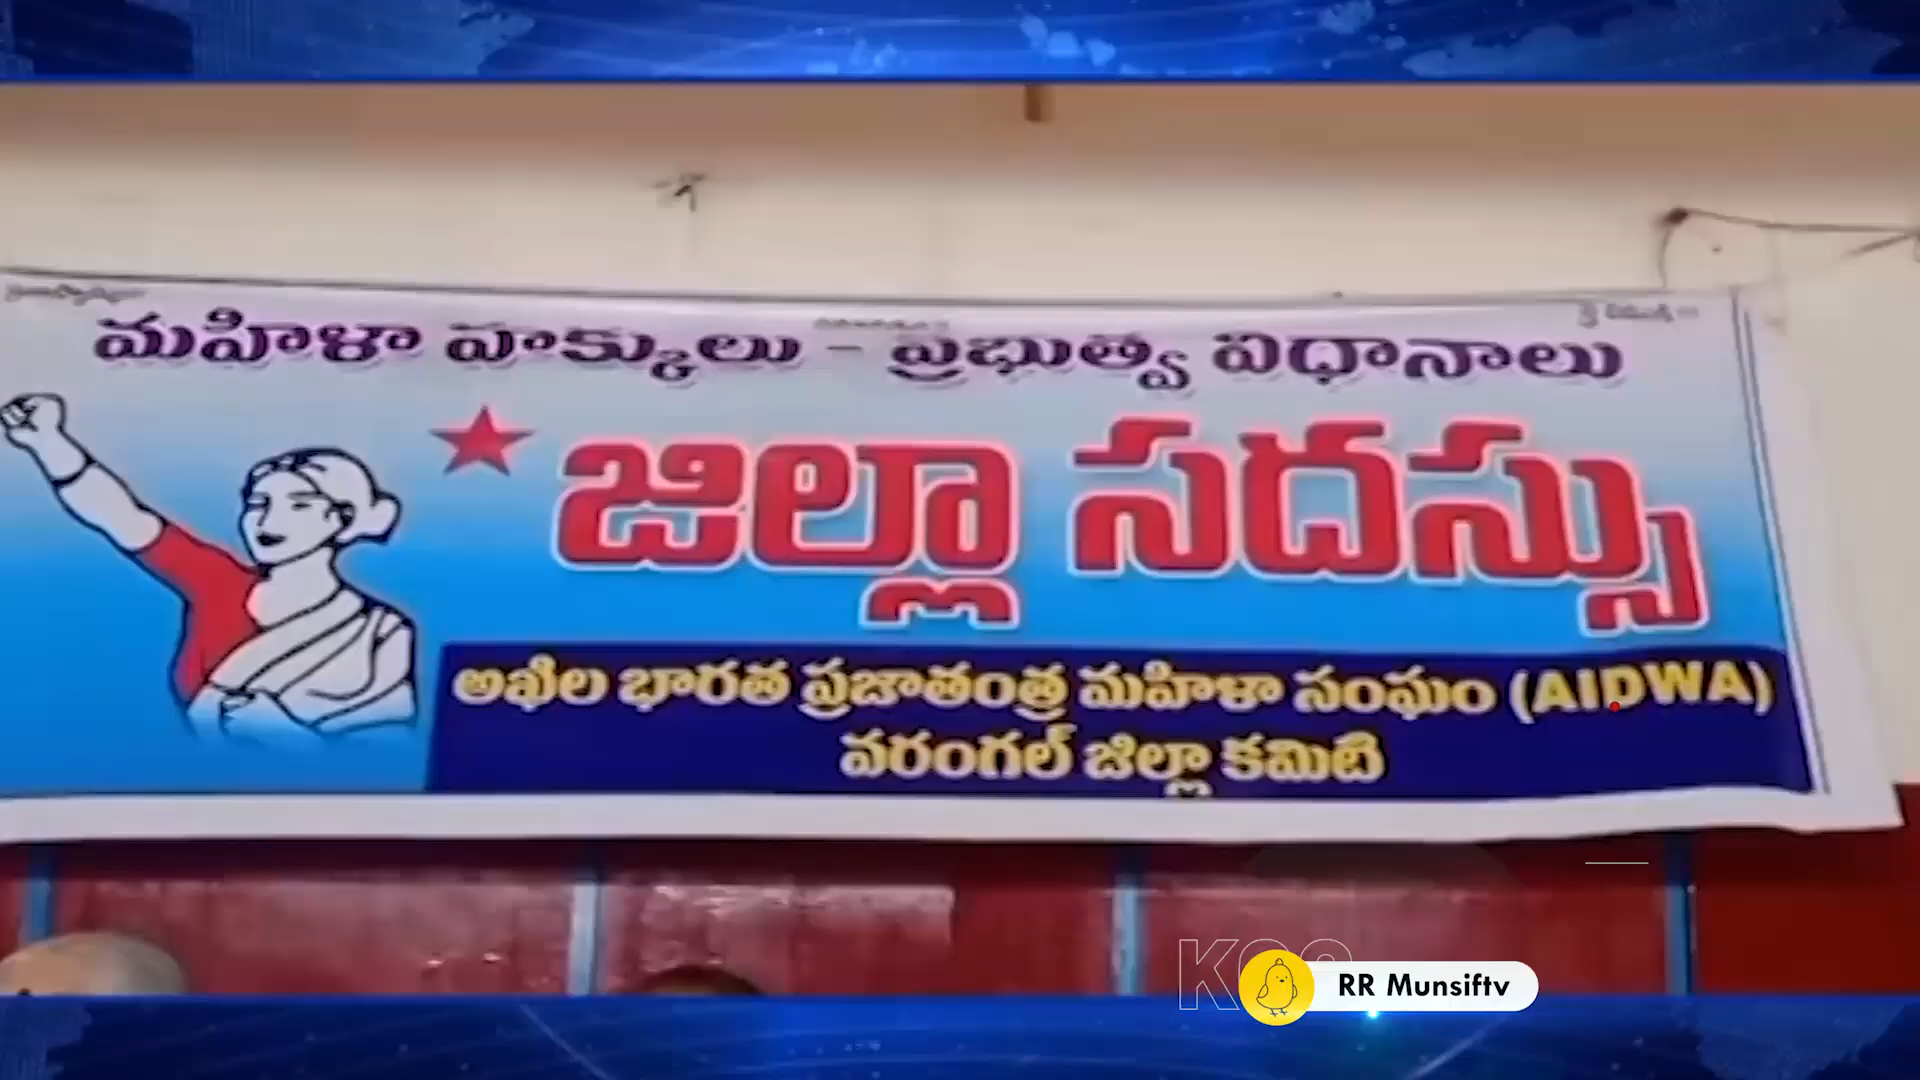 మహిళా హక్కులు - ప్రభుత్వ విధానాలు
జిల్లా సదస్సు
అఖిల భారత ప్రజాతంత్ర మహిళా సంఘం (AIDWA)
వరంగల్ జిల్లా కమిటి
RR Munsiftv